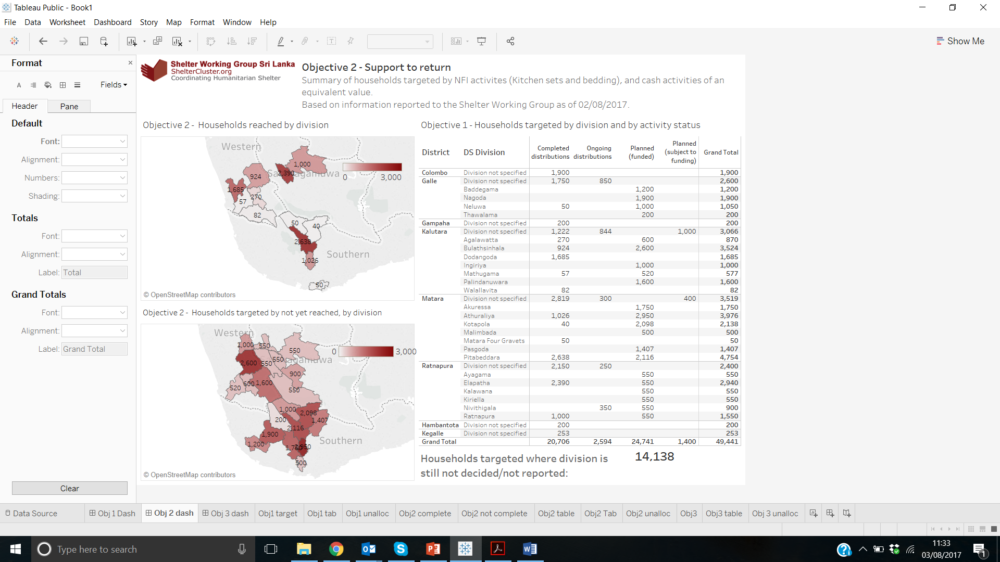 Tableau Public - Book1
File Data Worksheet Dashboard Story Map Format Window Help
Show Me
Format
Fields
Header Pane
Default
Font:
Alignment:
Numbers:
Shading:
Totals
Font:
Alignment:
Label: Total
Grand Totals
Font:
Alignment:
Label: Grand Total
Clear
Shelter Working Group Sri Lanka
ShelterCluster.org
Coordinating Humanitarian Shelter
Objective 2 - Support to return
Summary of households targeted by NFI activites (Kitchen sets and bedding), and cash activities of an
equivalent value.
Based on information reported to the Shelter Working Group as of 02/08/2017.
Objective 2 - Households reached by division
Western
1,000
2,390
0 3,000
924
1,685
270
57
82
50
40
2,638
Southern
1,026
50
© OpenStreetMap contributors
Objective 2 - Households targeted by not yet reached, by division
Western
1,000 550
550
0 3,000
550
2,600 550
900
600 1,600
520
550
1,000
2,098
200
1,407
2,116
1,900
Southern
1,200
2,950
500
© OpenStreetMap contributors
Objective 1 - Households targeted by division and by activity status
District DS Division Completed distributions Ongoing distributions Planned (funded) Planned (subject to funding) Grand Total
Colombo Division not specified 1,900 1,900
Galle Division not specified 1,750 850 2,600
Baddegama 1,200 1,200
Nagoda 1,900 1,900
Neluwa 50 1,000 1,050
Thawalama 200 200
Gampaha Division not specified 200 200
Kalutara Division not specified 1,222 844 1,000 3,066
Agalawatta 270 600 870
Bulathsinhala 924 2,600 3,524
Dodangoda 1,685 1,685
Ingiriya 1,000 1,000
Mathugama 57 520 577
Palindanuwara 1,600 1,600
Walallavita 82 82
Matara Division not specified 2,819 300 400 3,519
Akuressa 1,750 1,750
Athuraliya 1,026 2,950 3,976
Kotapola 40 2,098 2,138
Malimbada 500 500
Matara Four Gravets 50 50
Pasgoda 1,407 1,407
Pitabeddara 2,638 2,116 4,754
Ratnapura Division not specified 2,150 250 2,400
Ayagama 550 550
Elapatha 2,390 550 2,940
Kalawana 550 550
Kiriella 550 550
Nivithigala 350 550 900
Ratnapura 1,000 550 1,550
Hambantota Division not specified 200 200
Kegalle Division not specified 253 253
Grand Total 20,706 2,594 24,741 1,400 49,441
Households targeted where division is 14,138
still not decided/not reported:
Data Source Obj 1 Dash Obj 2 dash Obj 3 dash Obj1 target Obj1 tab Obj1 unalloc Obj2 complete Obj2 not complete Obj2 table Obj2 Tab Obj2 unalloc Obj3 Obj3 table Obj 3 unalloc
Type here to search
11:33
03/08/2017
1